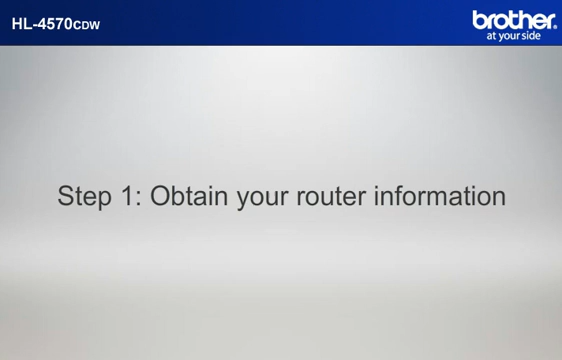 HL-4570CDW
brother.
at your side
Step 1: Obtain your router information